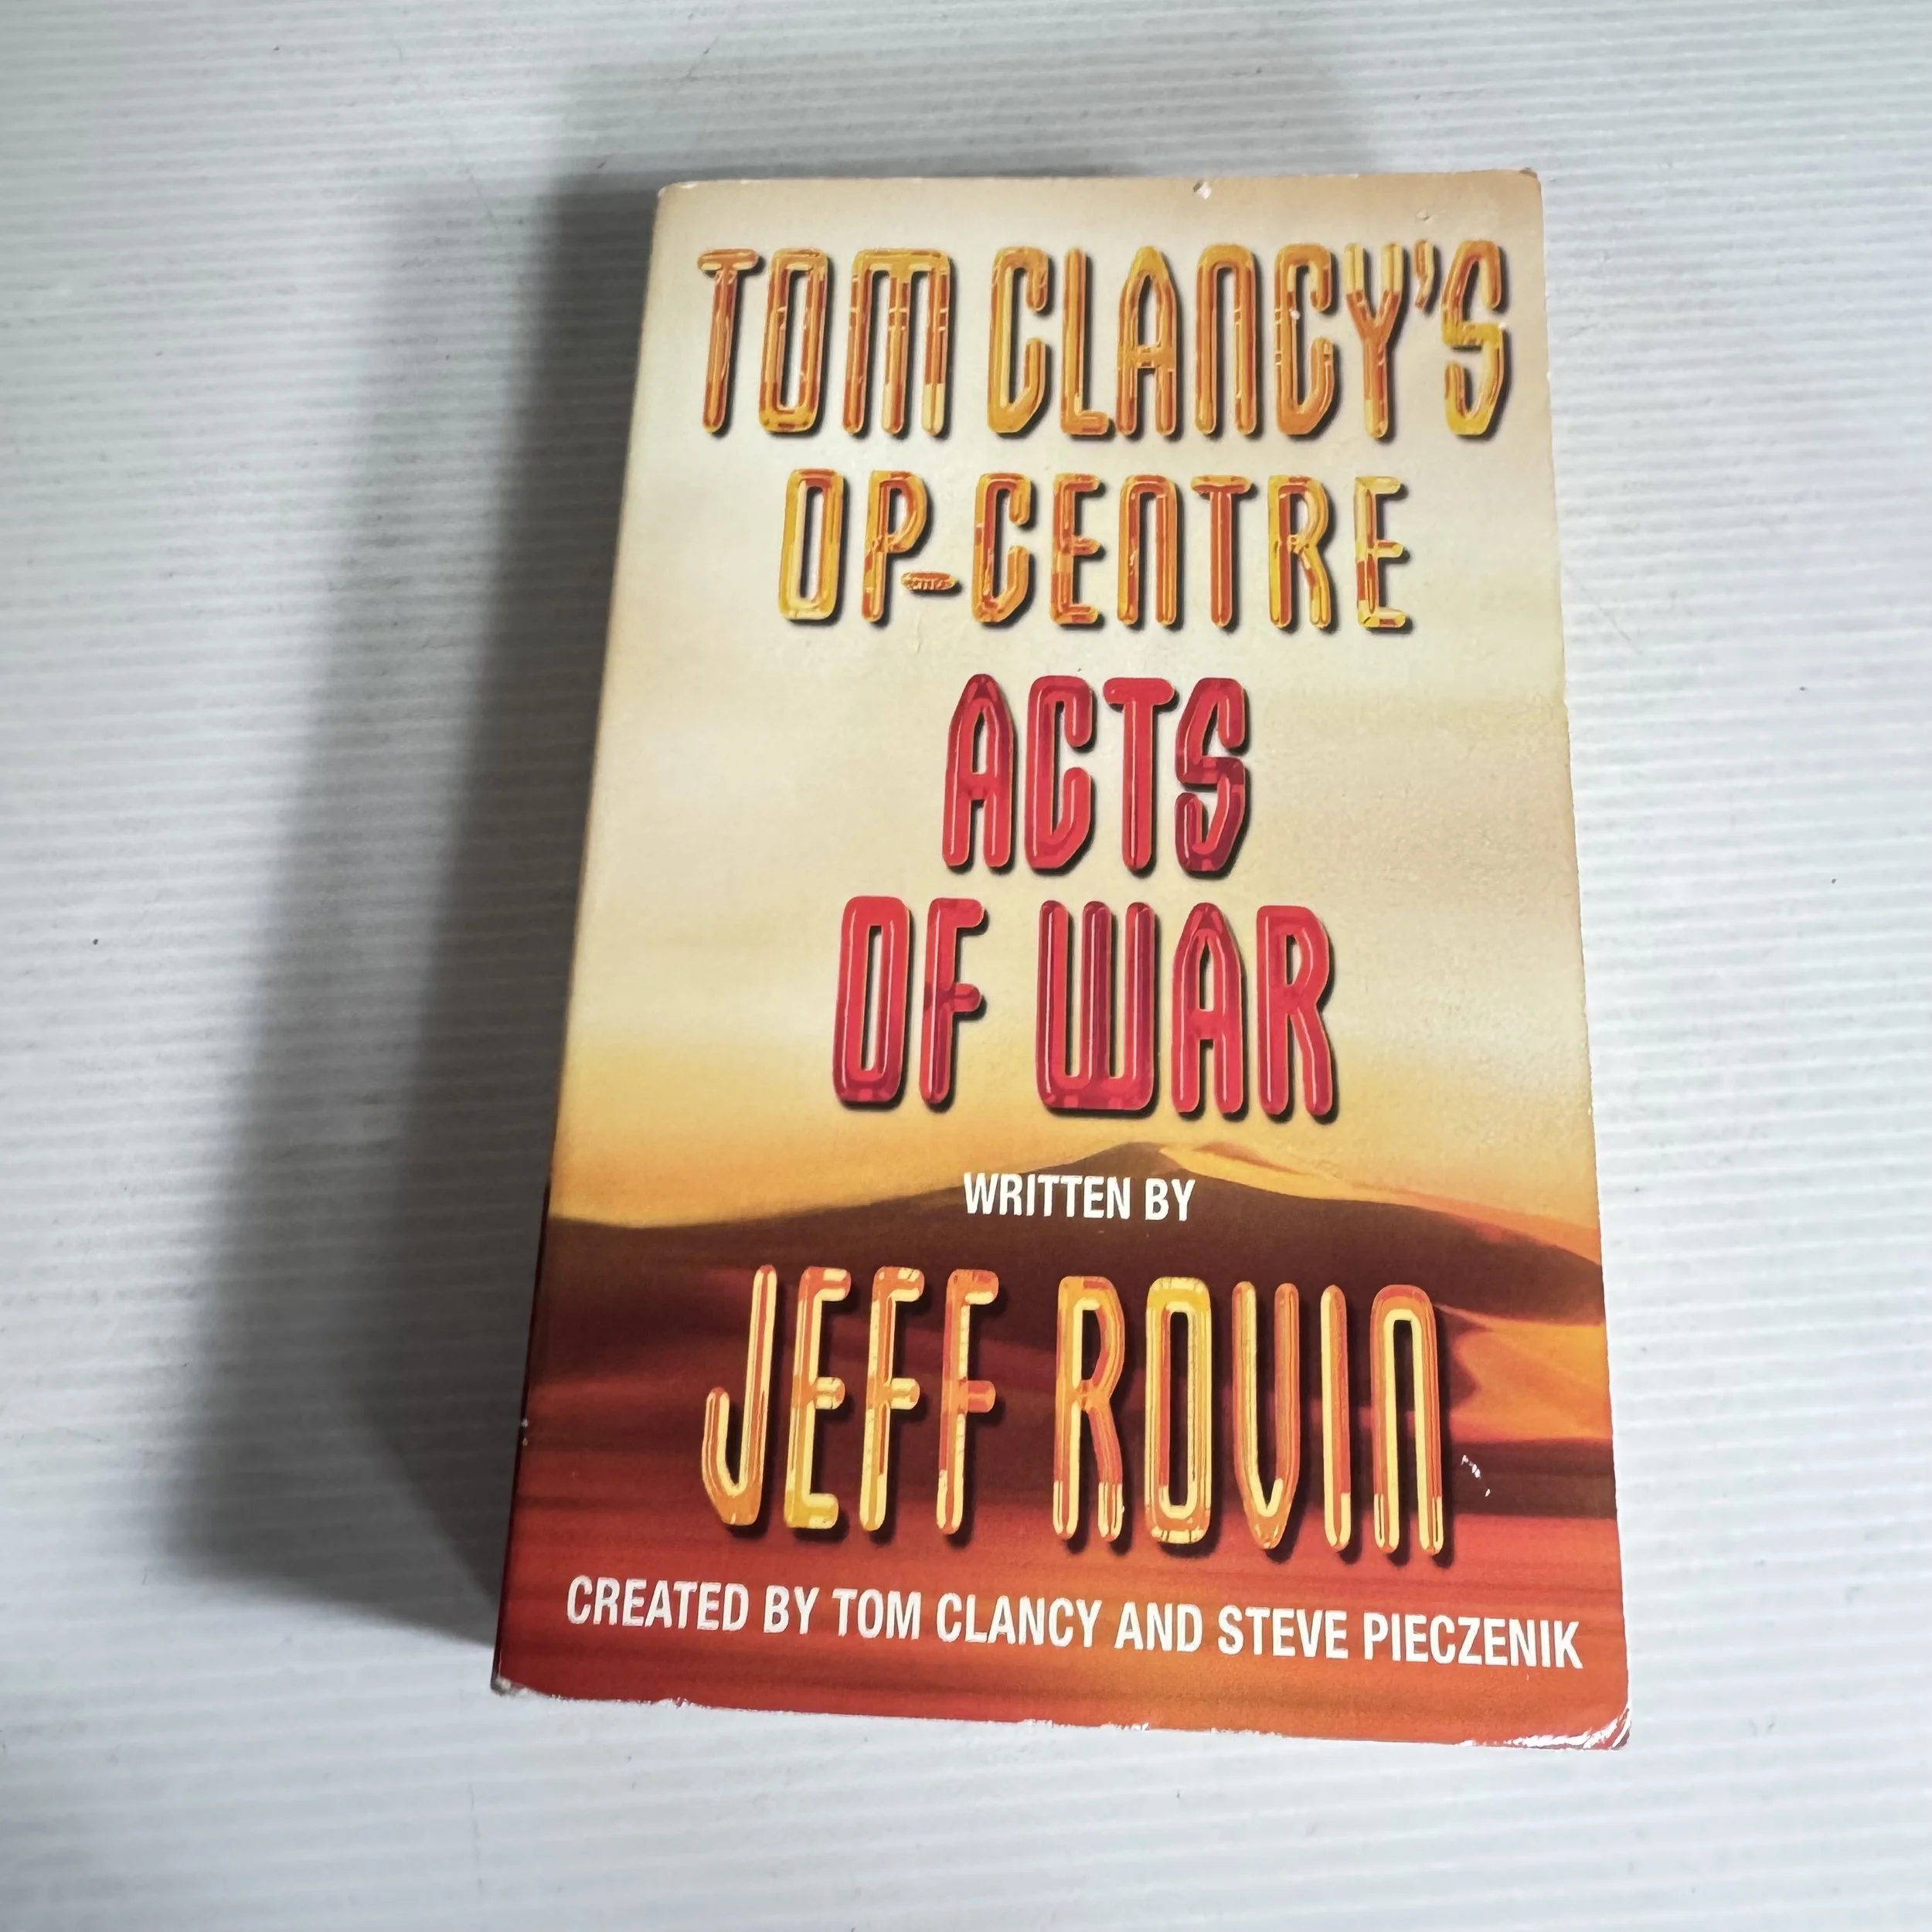 TOM CLANCY'S
OP-CENTRE
ACTS
OF WAR
WRITTEN BY
JEFF ROVIN
CREATED BY TOM CLANCY AND STEVE PIECZENIK